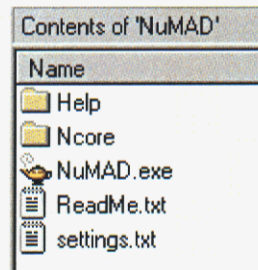 Contents of 'NuMAD'
Name
Help
Ncore
NuMAD.exe
ReadMe.txt
settings.txt